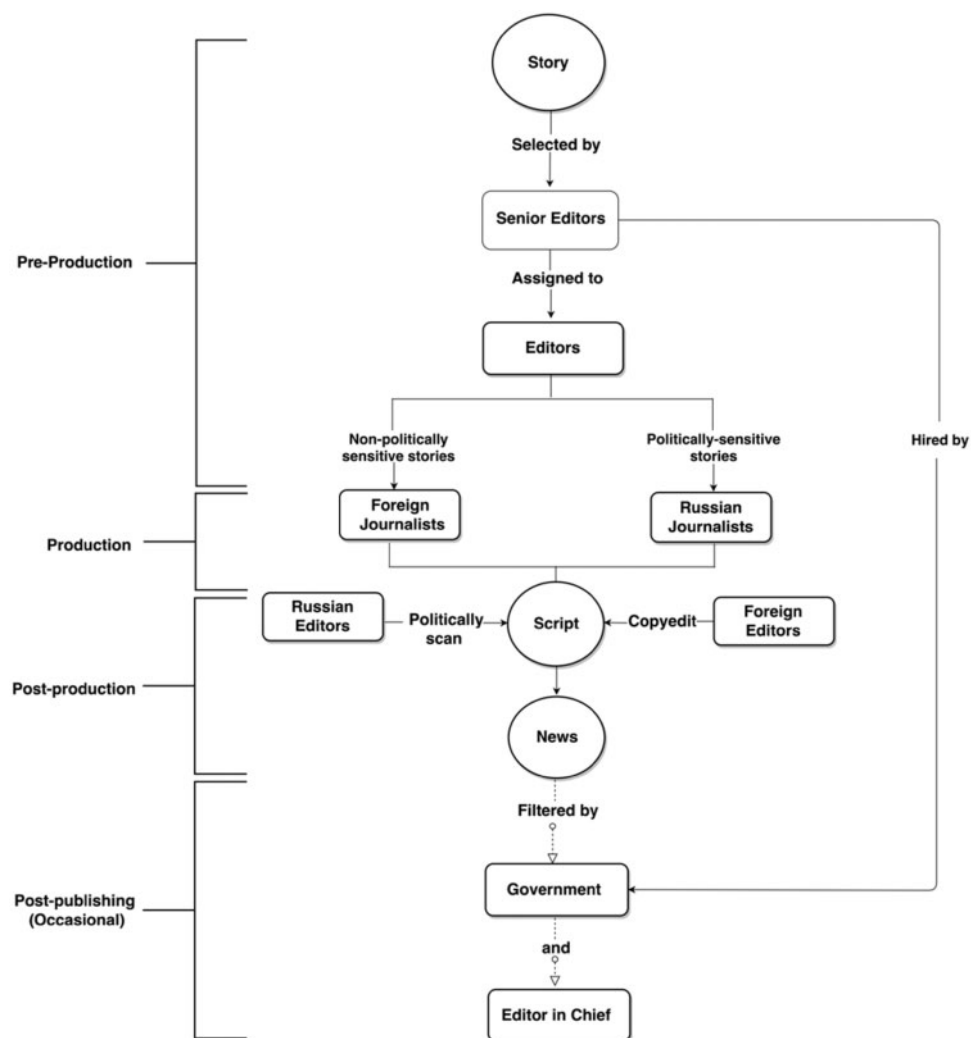 Story
Selected by
Senior Editors
Pre-Production
Assigned to
Editors
Non-politically
sensitive stories
Politically-sensitive
stories
Hired by
Foreign
Journalists
Russian
Journalists
Production
Russian
Editors
Politically
scan
Script
Copyedit
Foreign
Editors
Post-production
News
Filtered by
Government
Post-publishing
(Occasional)
and
Editor in Chief